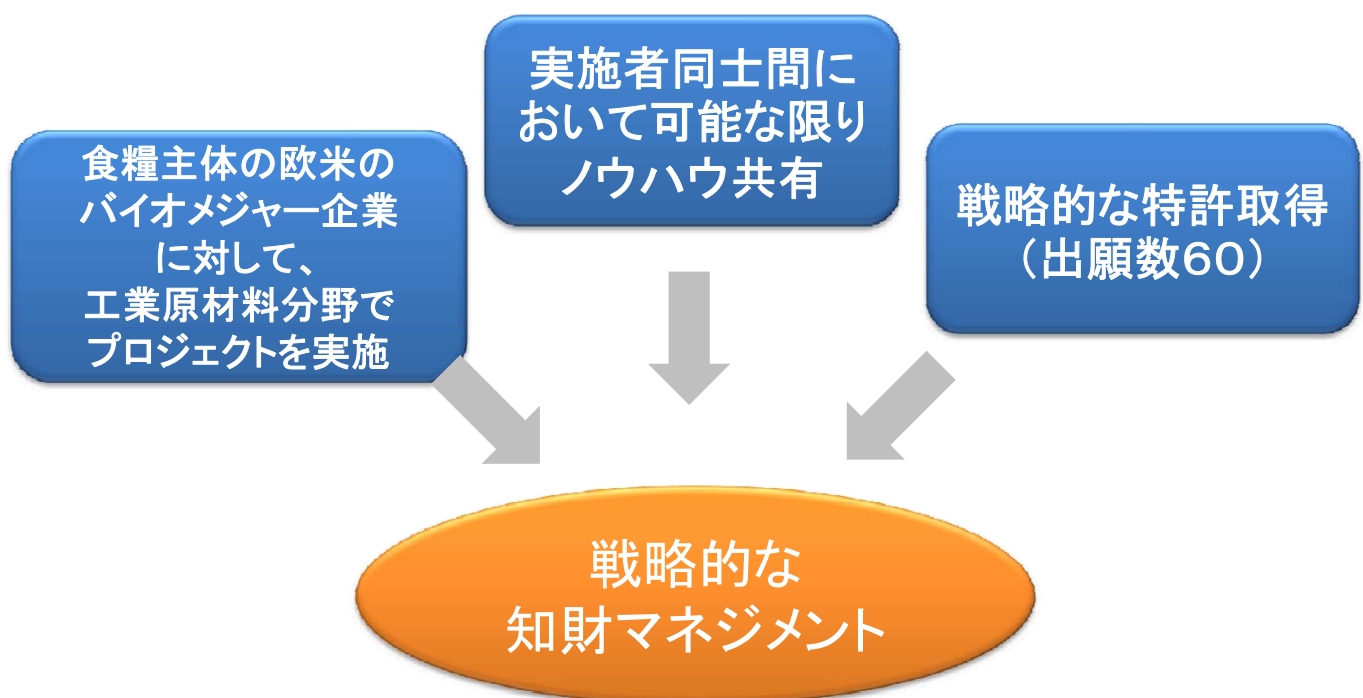 食糧主体の欧米の
バイオメジャー企業
に対して、
工業原材料分野で
プロジェクトを実施
実施者同士間に
おいて可能な限り
ノウハウ共有
戦略的な特許取得
（出願数６０）
戦略的な
知財マネジメント